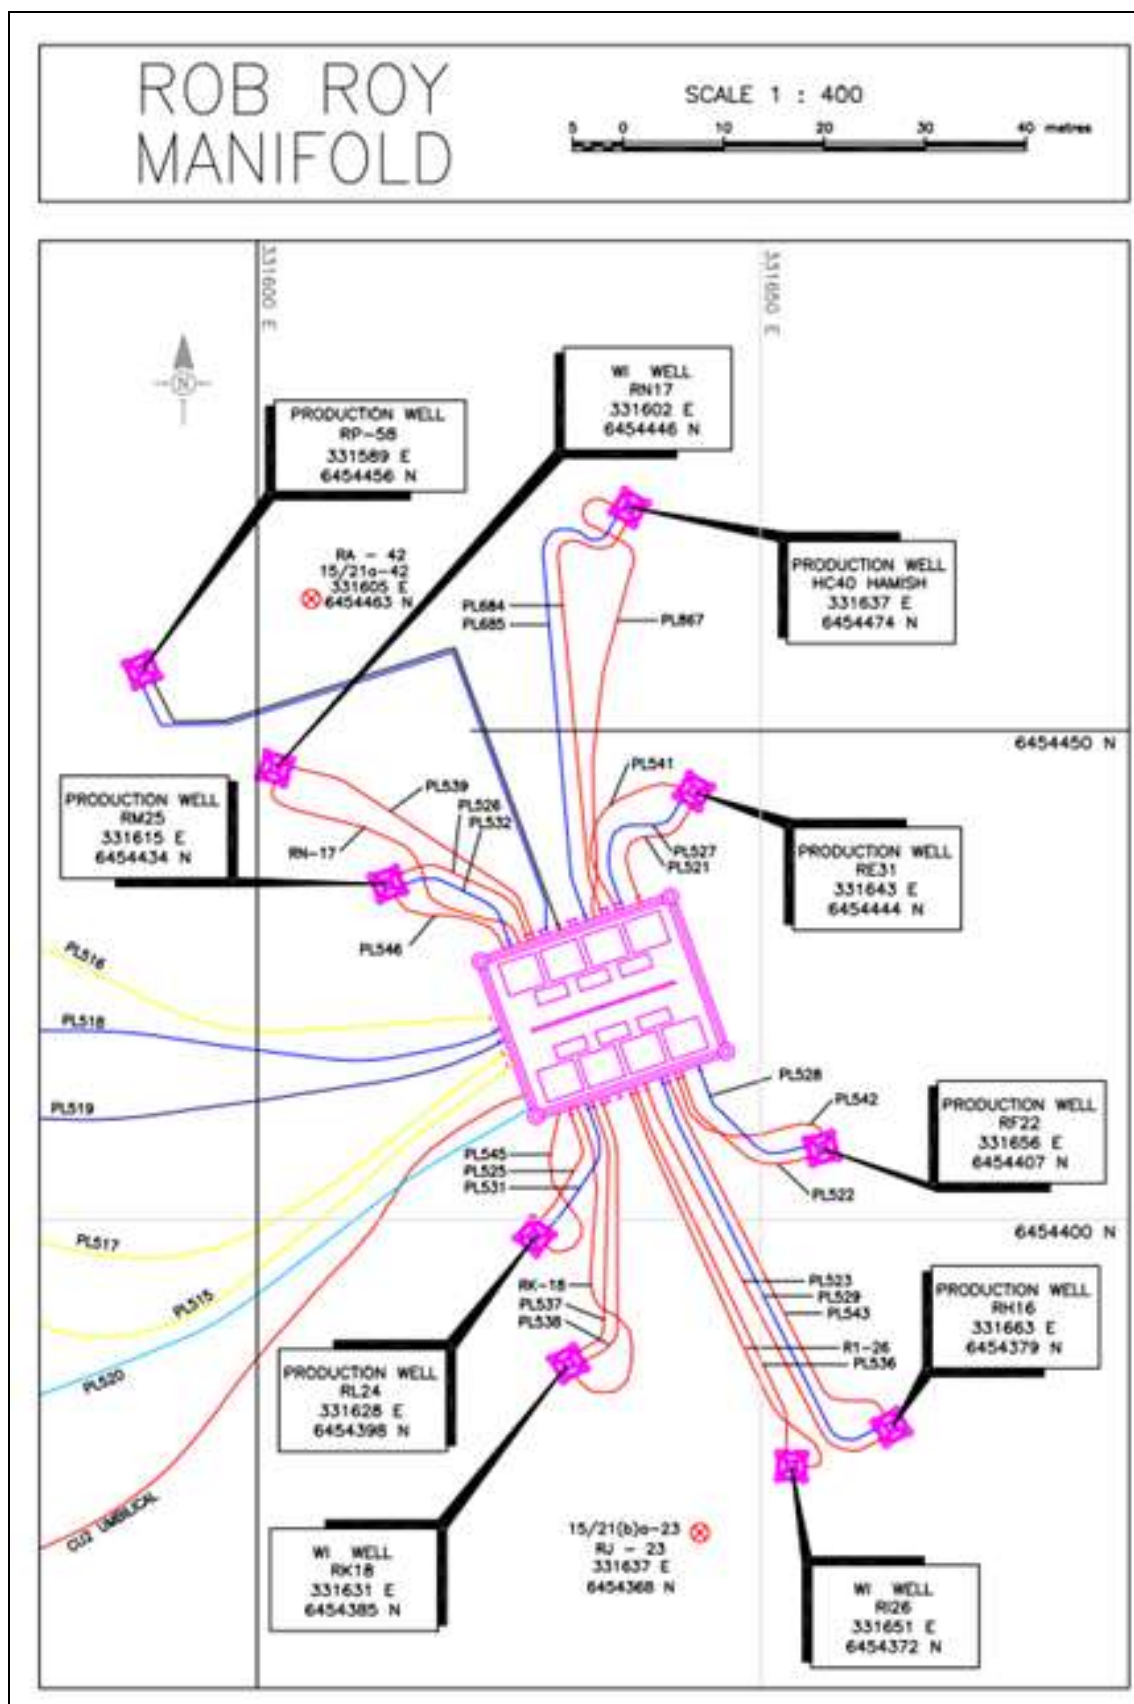 ROB ROY
MANIFOLD
SCALE 1 : 400
5 0 10 20 30 40 metres
331600 E
331650 E
N
PRODUCTION WELL
RP-58
331589 E
6454456 N
WI WELL
RN17
331602 E
6454446 N
RA - 42
15/21a-42
331605 E
6454463 N
PRODUCTION WELL
HC40 HAMISH
331637 E
6454474 N
PL684
PL685
PL867
6454450 N
PRODUCTION WELL
RM25
331615 E
6454434 N
PL539
PL526
PL532
RN-17
PL546
PL541
PL527
PL521
PRODUCTION WELL
RE31
331643 E
6454444 N
PL516
PL518
PL519
PL528
PL542
PL522
PRODUCTION WELL
RF22
331656 E
6454407 N
PL545
PL525
PL531
6454400 N
PL517
PL515
PL520
RK-18
PL537
PL538
PL523
PL529
PL543
R1-26
PL536
PRODUCTION WELL
RH16
331663 E
6454379 N
PRODUCTION WELL
RL24
331628 E
6454398 N
CU2 UMBILICAL
WI WELL
RK18
331631 E
6454385 N
15/21(b)a-23
RJ - 23
331637 E
6454368 N
WI WELL
RI26
331651 E
6454372 N